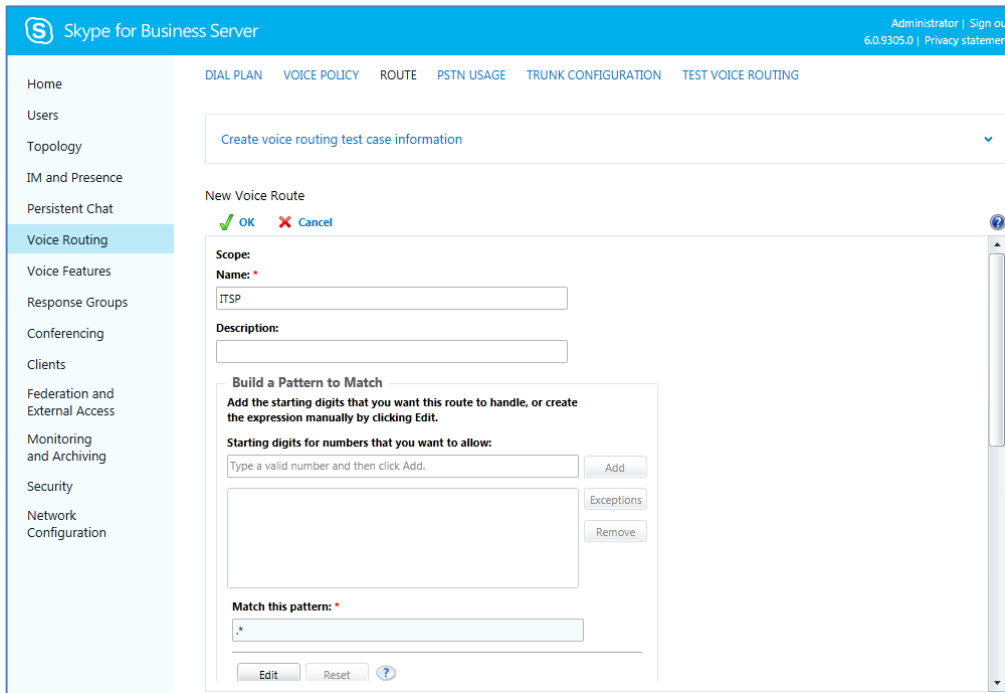 Skype for Business Server
Administrator | Sign ou
6.0.9305.0 | Privacy statemen
Home
Users
Topology
IM and Presence
Persistent Chat
Voice Routing
Voice Features
Response Groups
Conferencing
Clients
Federation and
External Access
Monitoring
and Archiving
Security
Network
Configuration
DIAL PLAN VOICE POLICY ROUTE PSTN USAGE TRUNK CONFIGURATION TEST VOICE ROUTING
Create voice routing test case information
New Voice Route
OK Cancel
Scope:
Name: *
ITSP
Description:
Build a Pattern to Match
Add the starting digits that you want this route to handle, or create
the expression manually by clicking Edit.
Starting digits for numbers that you want to allow:
Type a valid number and then click Add.
Add
Exceptions
Remove
Match this pattern: *
.*
Edit Reset ?